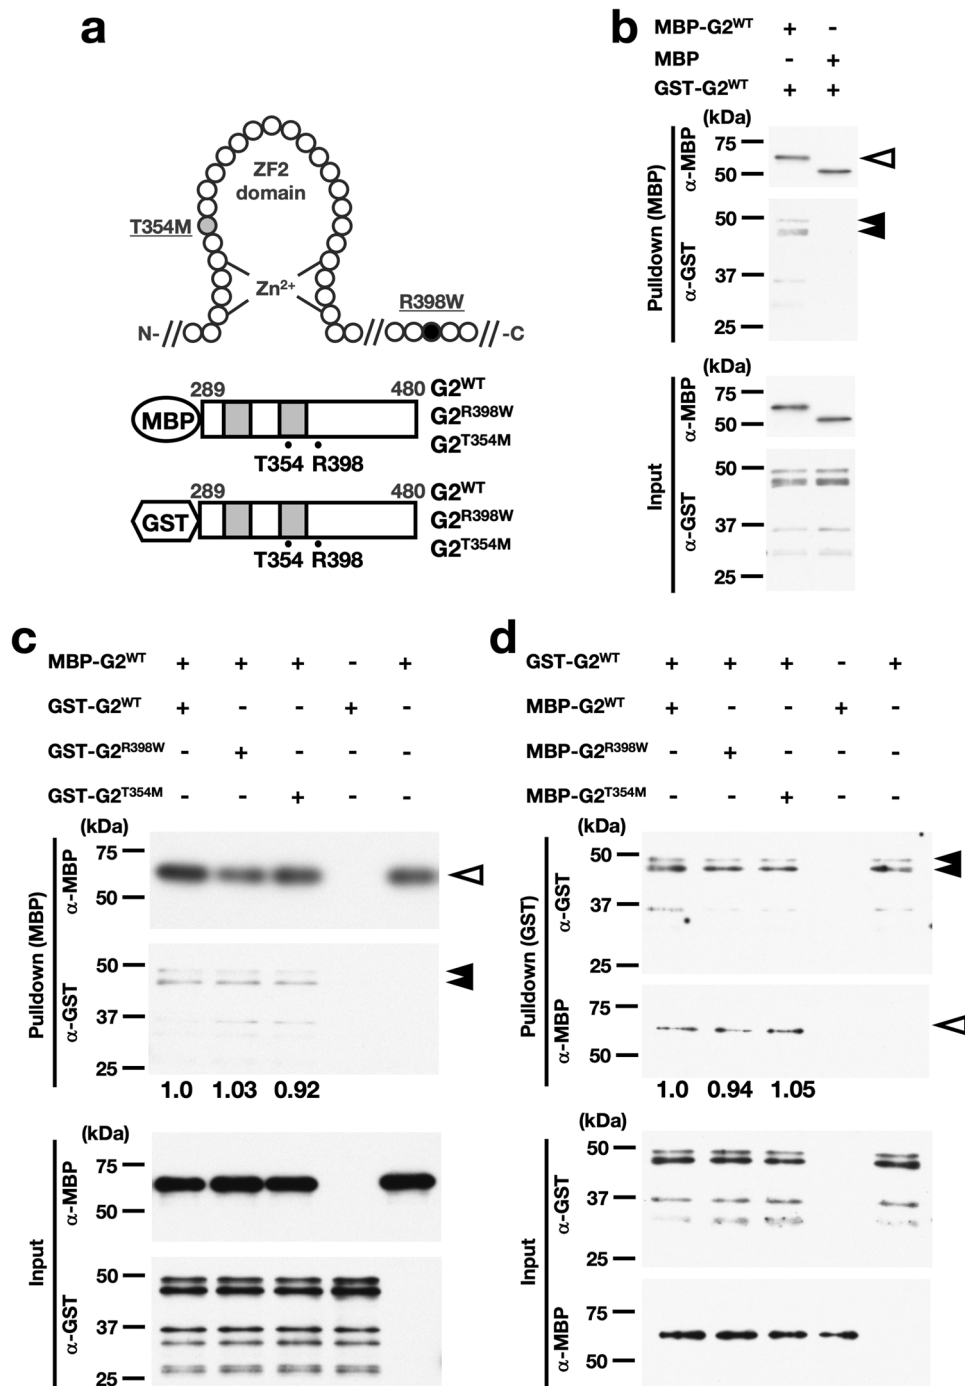 a
ZF2
domain
T354M
Zn²⁺
R398W
N-
-C
289 480
MBP
G2ᵂᵀ
G2ᴿ³⁹⁸ᵂ
G2ᵀ³⁵⁴ᴹ
T354 R398
289 480
GST
G2ᵂᵀ
G2ᴿ³⁹⁸ᵂ
G2ᵀ³⁵⁴ᴹ
T354 R398
b
MBP-G2ᵂᵀ + -
MBP - +
GST-G2ᵂᵀ + +
(kDa)
Pulldown (MBP)
α-MBP
75
50
α-GST
50
37
25
Input
α-MBP
75
50
α-GST
50
37
25
c
MBP-G2ᵂᵀ + + + - +
GST-G2ᵂᵀ + - - + -
GST-G2ᴿ³⁹⁸ᵂ - + - - -
GST-G2ᵀ³⁵⁴ᴹ - - + - -
(kDa)
Pulldown (MBP)
α-MBP
75
50
α-GST
50
37
25
1.0 1.03 0.92
(kDa)
Input
α-MBP
75
50
α-GST
50
37
25
d
GST-G2ᵂᵀ + + + - +
MBP-G2ᵂᵀ + - - + -
MBP-G2ᴿ³⁹⁸ᵂ - + - - -
MBP-G2ᵀ³⁵⁴ᴹ - - + - -
(kDa)
Pulldown (GST)
α-GST
50
37
25
α-MBP
75
50
1.0 0.94 1.05
(kDa)
Input
α-GST
50
37
25
α-MBP
75
50